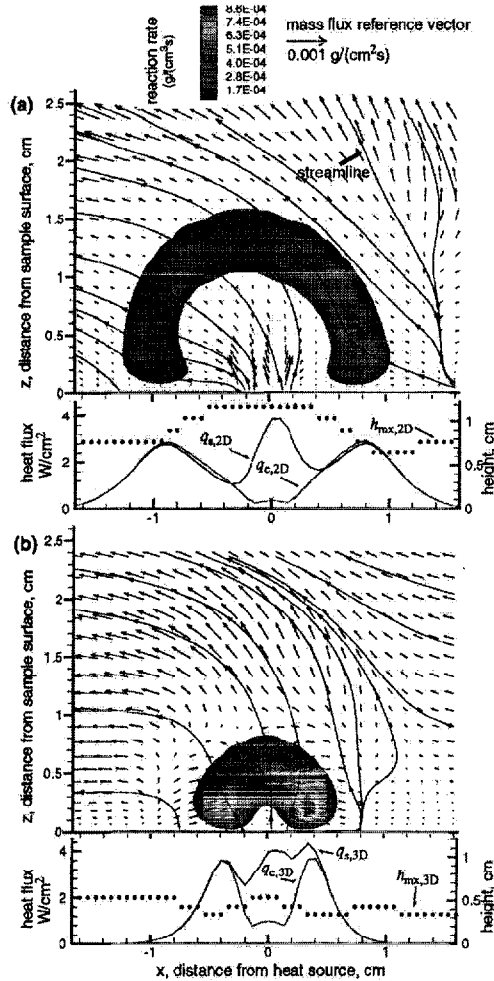 reaction rate
(g/(cm³s)
8.6E-04
7.4E-04
6.3E-04
5.1E-04
4.0E-04
2.8E-04
1.7E-04
mass flux reference vector
0.001 g/(cm²s)
(a)
z, distance from sample surface, cm
2.5
2
1.5
1
0.5
0
streamline
heat flux
W/cm²
4
2
0
qs,2D
qc,2D
hmx,2D
1
0.5
0
height, cm
-1
0
1
(b)
z, distance from sample surface, cm
2.5
2
1.5
1
0.5
0
heat flux
W/cm²
4
2
0
qc,3D
qs,3D
hmx,3D
1
0.5
0
height, cm
-1
0
1
x, distance from heat source, cm